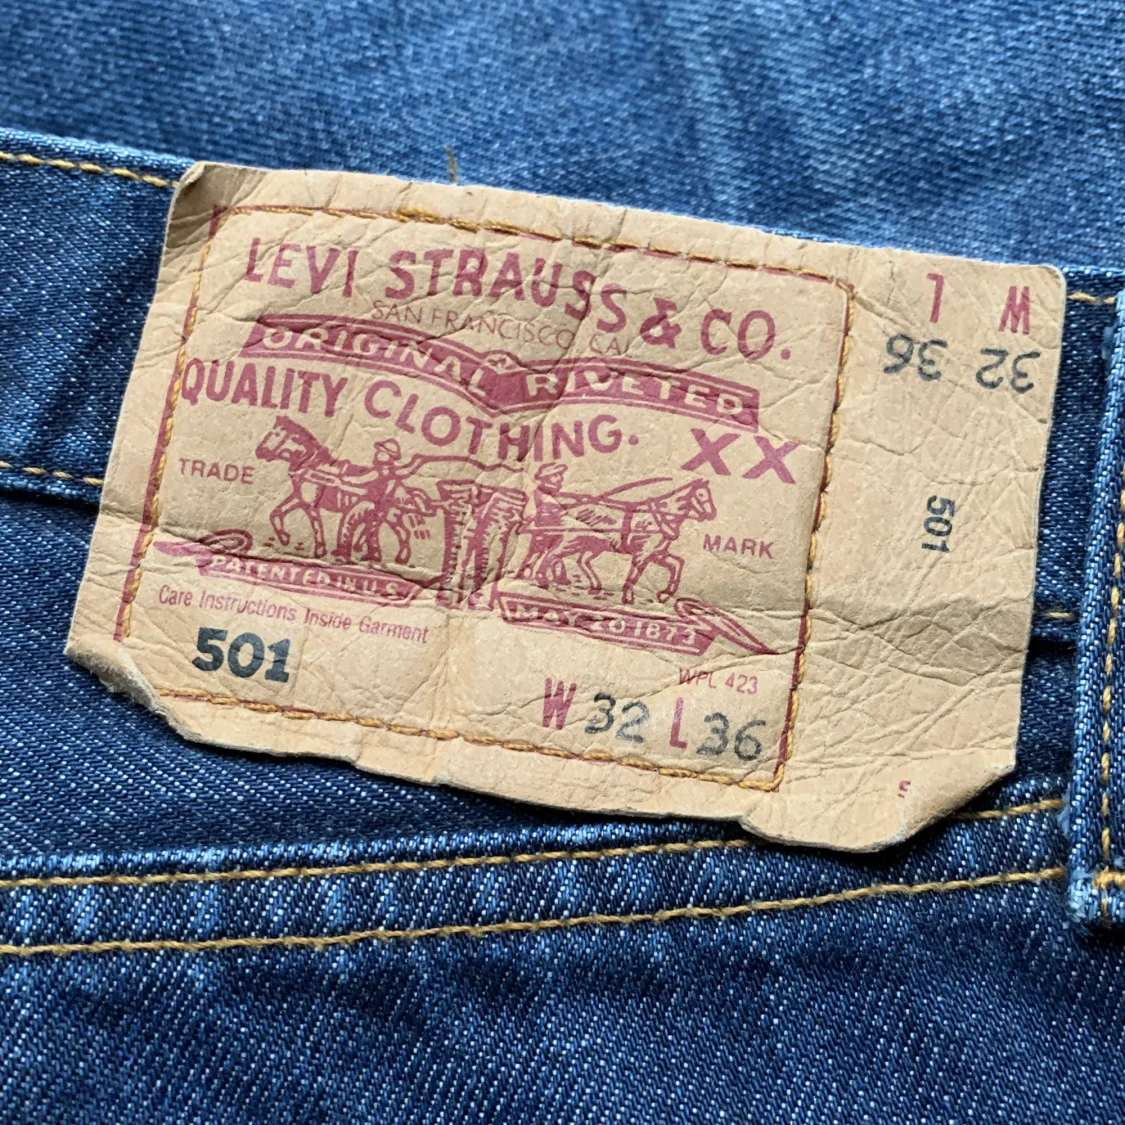 LEVI STRAUSS & CO.
SAN FRANCISCO CAL
ORIGINAL RIVETED
QUALITY CLOTHING.
XX
TRADE
MARK
PATENTED IN U.S.
MAY 20 1873
Care Instructions Inside Garment
501
WPL 423
W 32 L 36
W 32
L 36
501